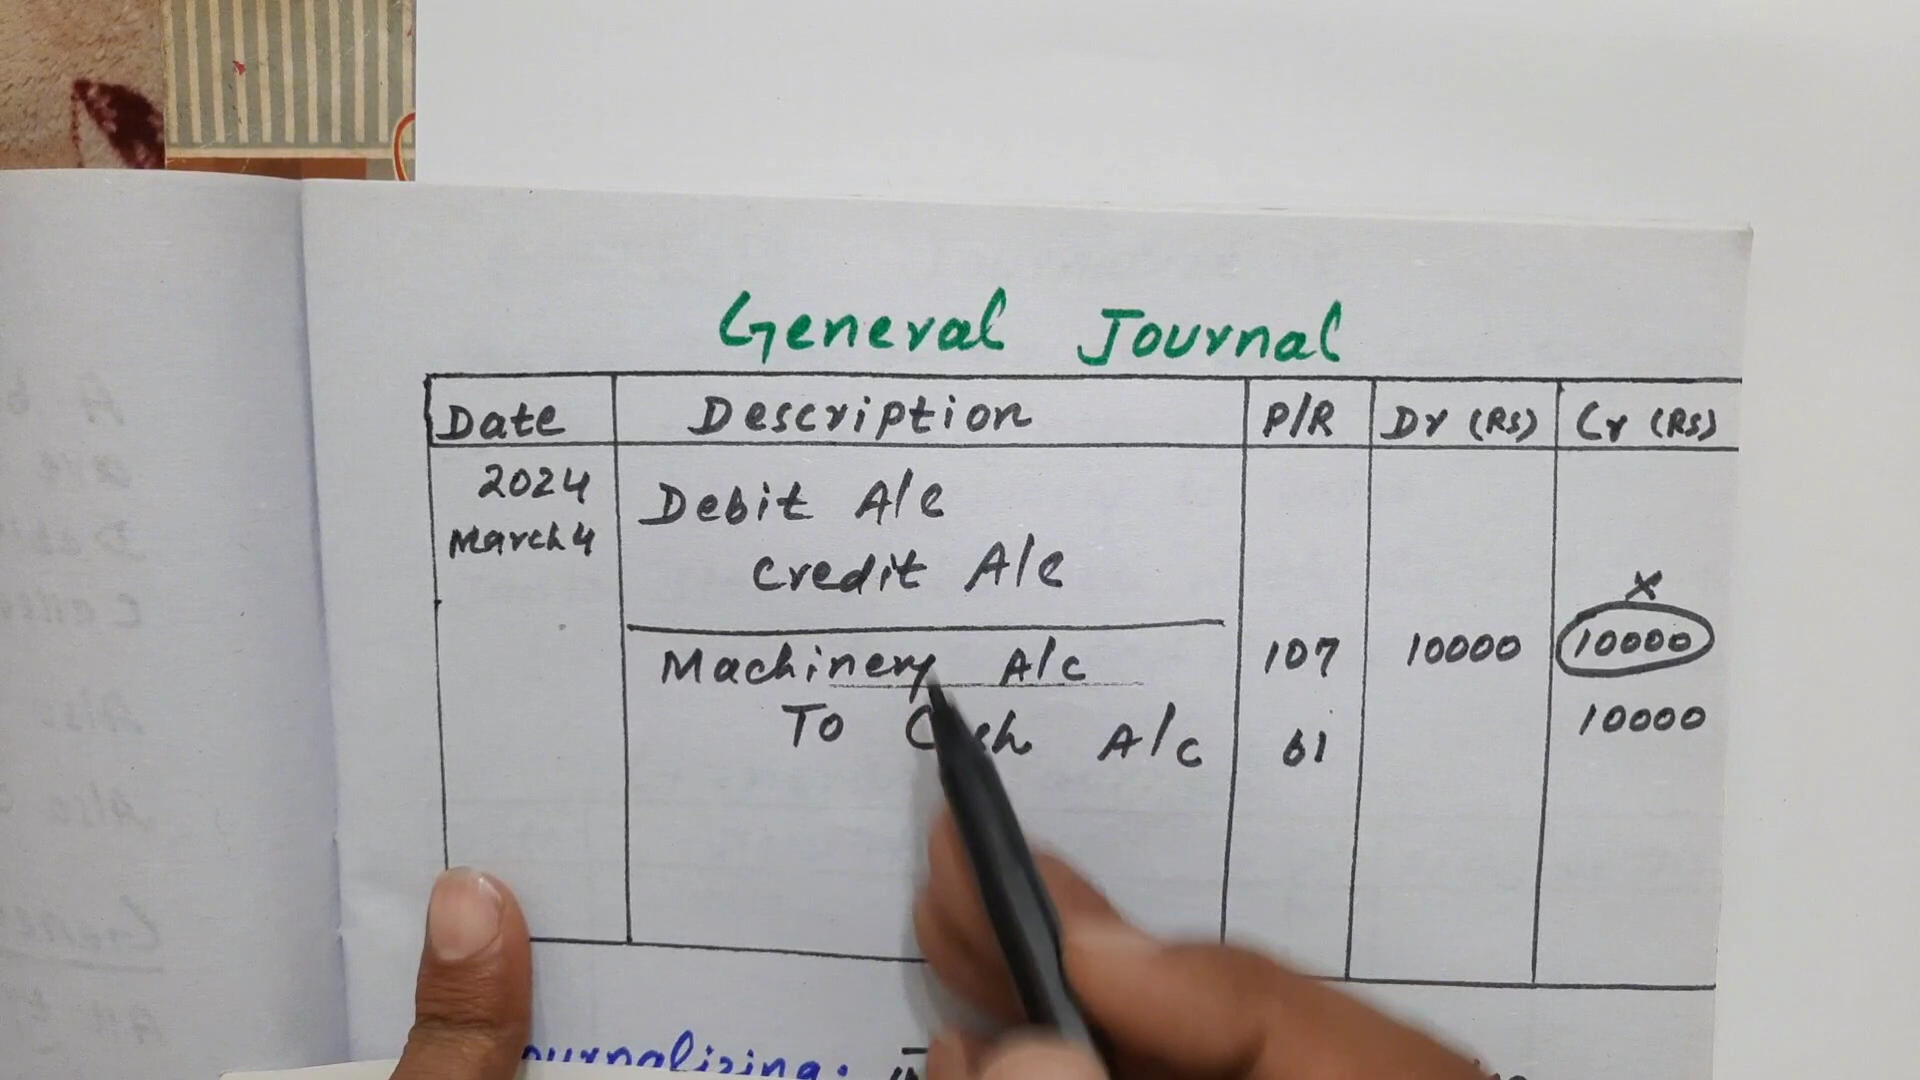 General Journal
Date Description P/R Dr (Rs) Cr (Rs)
2024
March 4
Debit A/c
Credit A/c
x
Machinery A/c 107 10000 10000
To Cash A/c 61 10000